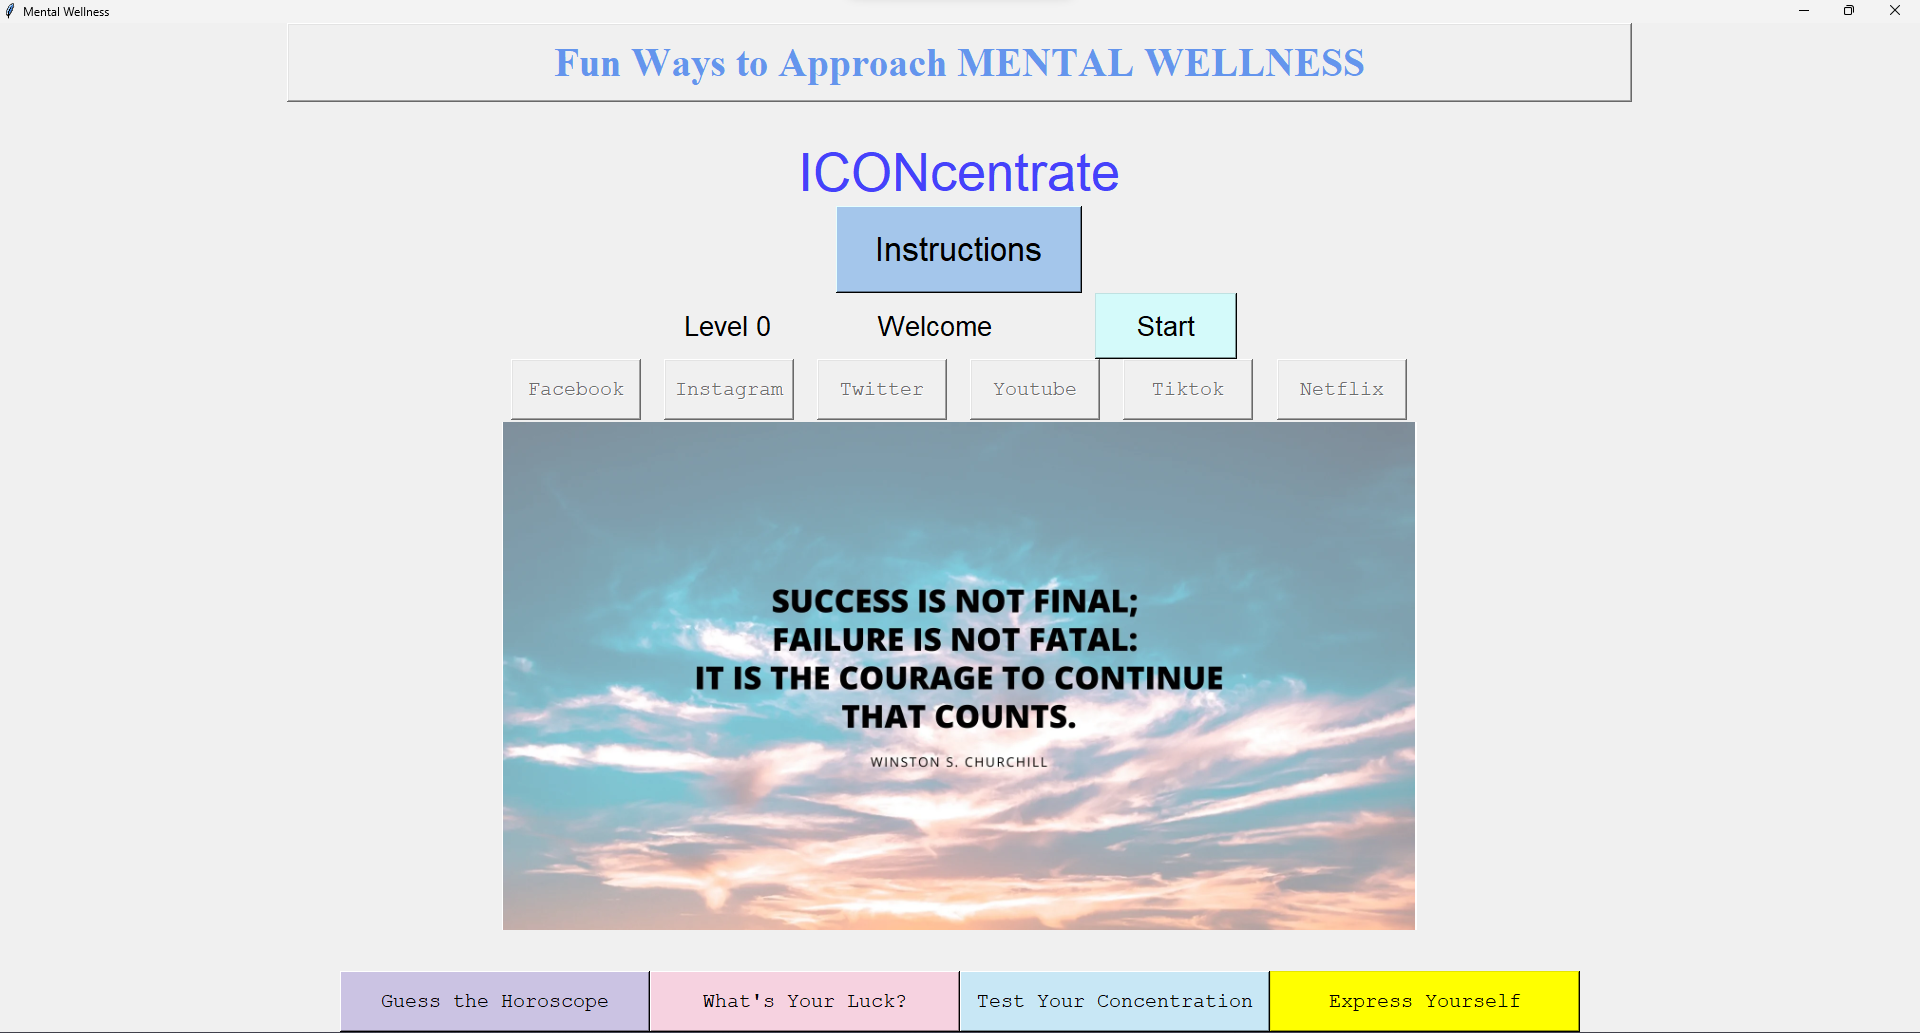 Mental Wellness
Fun Ways to Approach MENTAL WELLNESS
ICONcentrate
Instructions
Level 0 Welcome Start
Facebook Instagram Twitter Youtube Tiktok Netflix
SUCCESS IS NOT FINAL;
FAILURE IS NOT FATAL:
IT IS THE COURAGE TO CONTINUE
THAT COUNTS.
WINSTON S. CHURCHILL
Guess the Horoscope What's Your Luck? Test Your Concentration Express Yourself